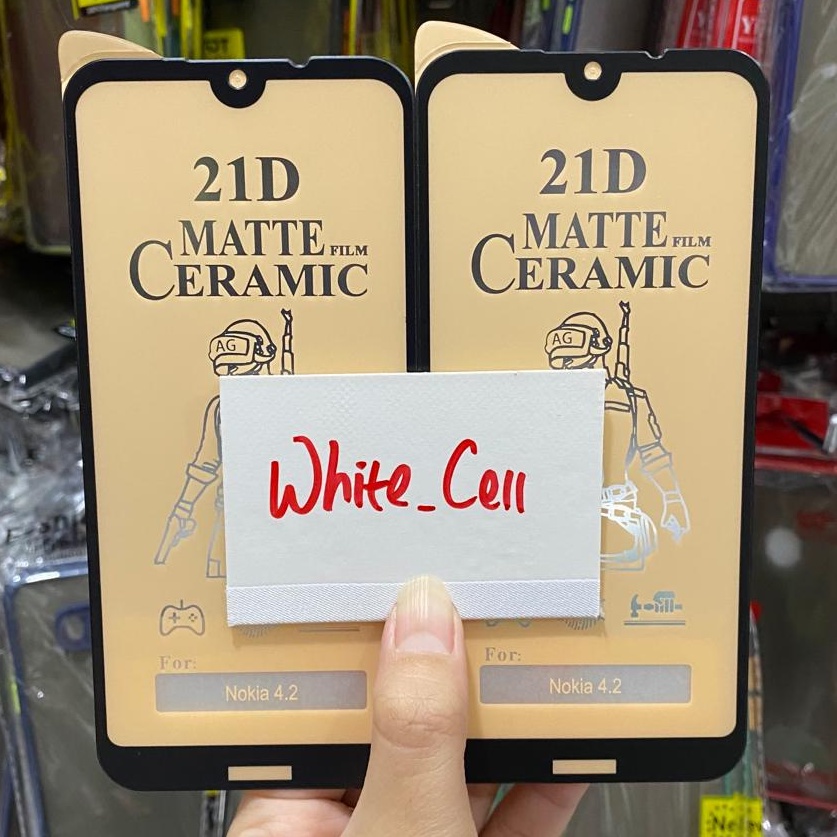 21D
MATTE FILM
CERAMIC
AG
For:
Nokia 4.2
21D
MATTE FILM
CERAMIC
AG
For:
Nokia 4.2
White_Cell